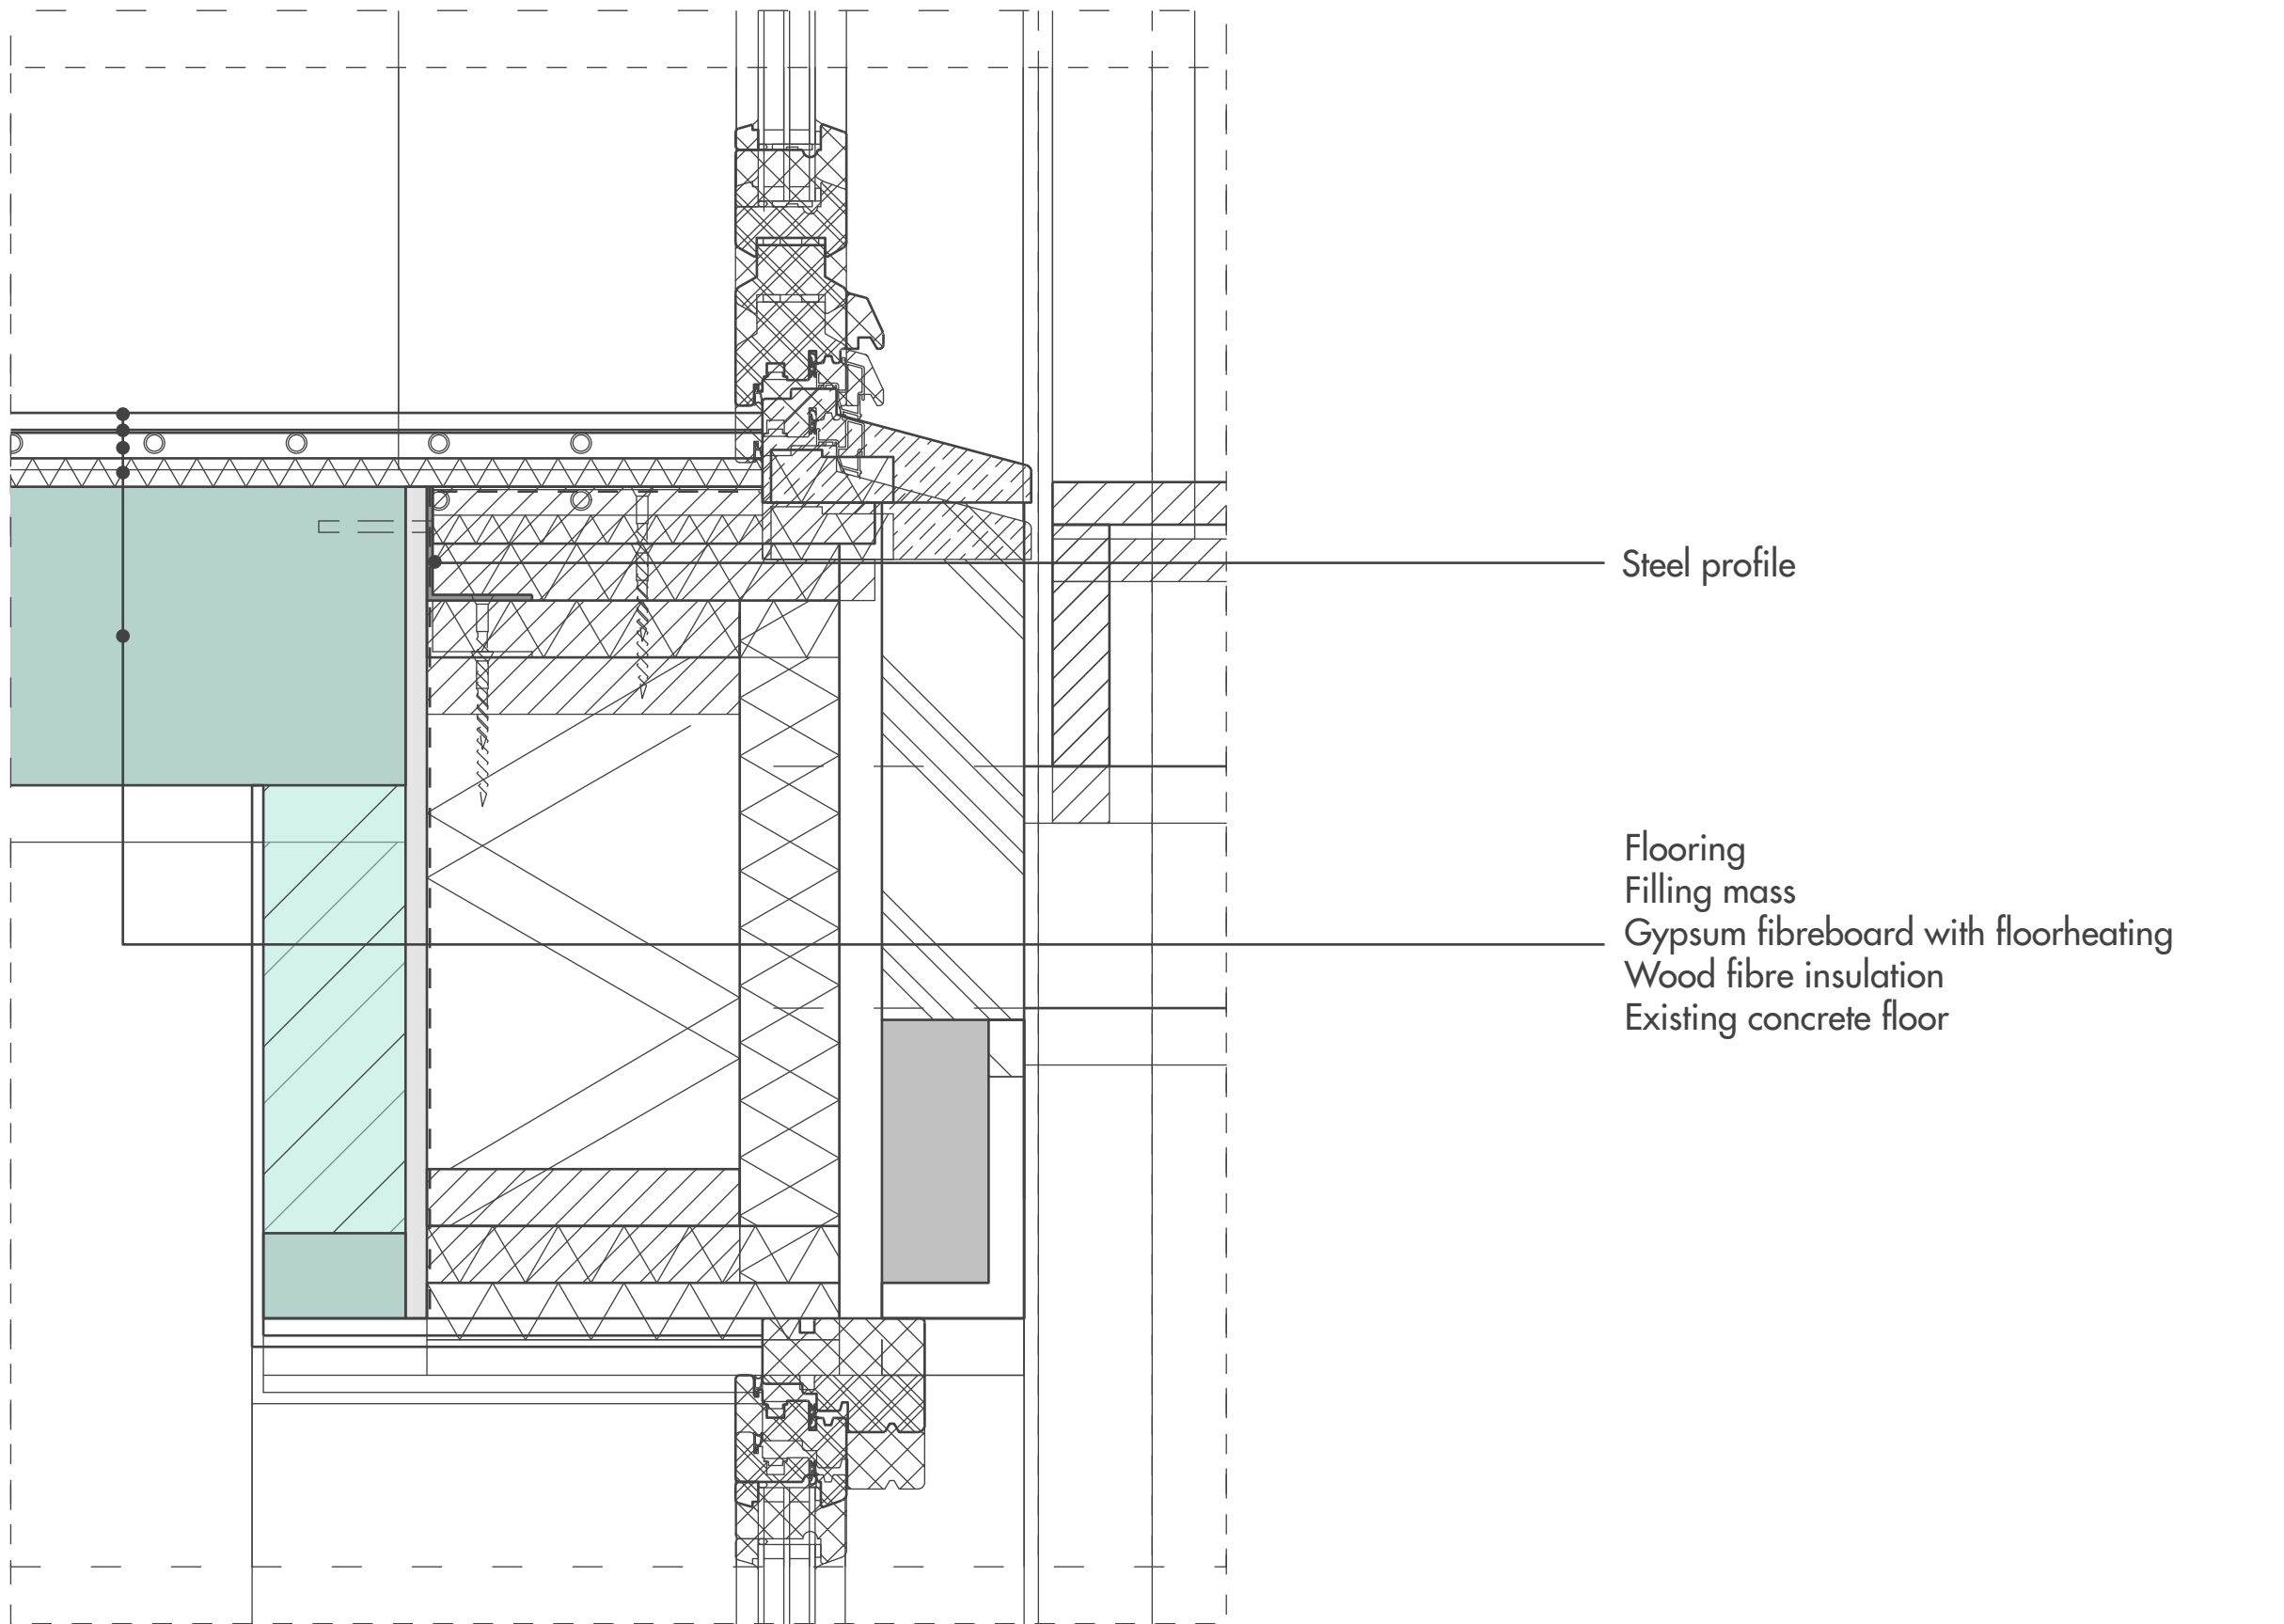 Steel profile
Flooring
Filling mass
Gypsum fibreboard with floorheating
Wood fibre insulation
Existing concrete floor